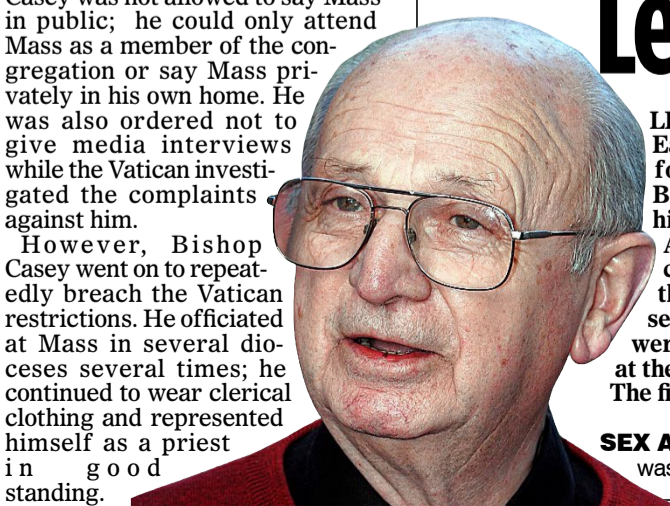 Casey was not allowed to say Mass
in public; he could only attend
Mass as a member of the con-
gregation or say Mass pri-
vately in his own home. He
was also ordered not to
give media interviews
while the Vatican investi-
gated the complaints
against him.
However, Bishop
Casey went on to repeat-
edly breach the Vatican
restrictions. He officiated
at Mass in several dio-
ceses several times; he
continued to wear clerical
clothing and represented
himself as a priest
in good
standing.
Le
at the
The fi
SEX A
was